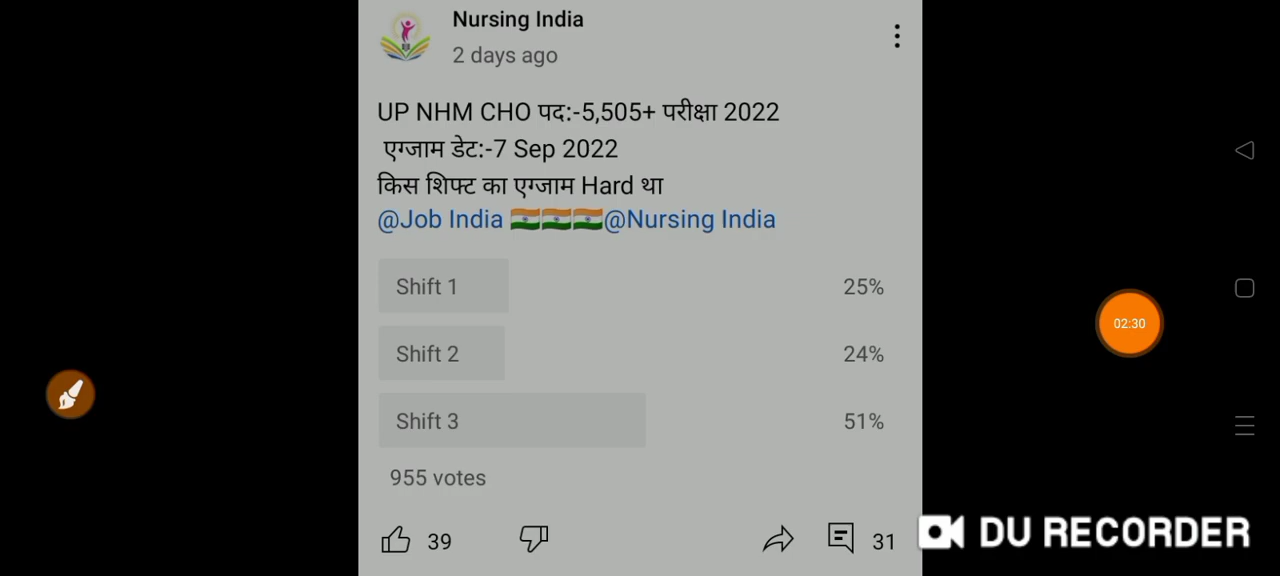 Nursing India
2 days ago
UP NHM CHO पद:-5,505+ परीक्षा 2022
एग्जाम डेट:-7 Sep 2022
किस शिफ्ट का एग्जाम Hard था
@Job India 🇮🇳🇮🇳🇮🇳@Nursing India
Shift 1 25%
Shift 2 24%
Shift 3 51%
955 votes
39 31
02:30
DU RECORDER